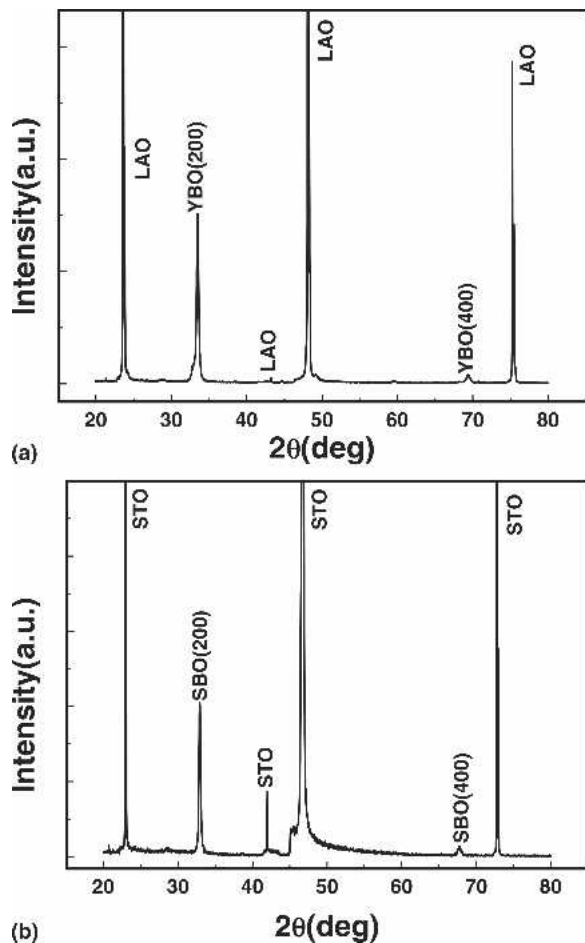 LAO
LAO
LAO
YBO(200)
LAO
YBO(400)
Intensity(a.u.)
20 30 40 50 60 70 80
2θ(deg)
(a)
STO
STO
STO
SBO(200)
STO
SBO(400)
Intensity(a.u.)
20 30 40 50 60 70 80
2θ(deg)
(b)